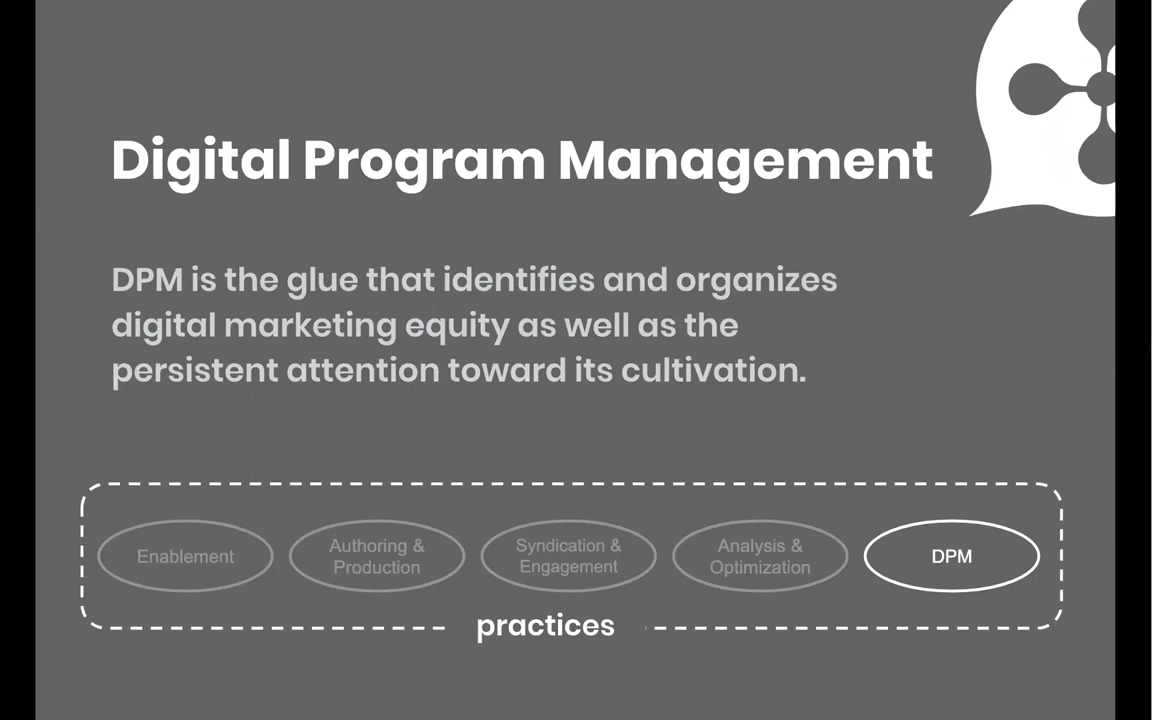 Digital Program Management
DPM is the glue that identifies and organizes
digital marketing equity as well as the
persistent attention toward its cultivation.
Enablement
Authoring &
Production
Syndication &
Engagement
Analysis &
Optimization
DPM
practices